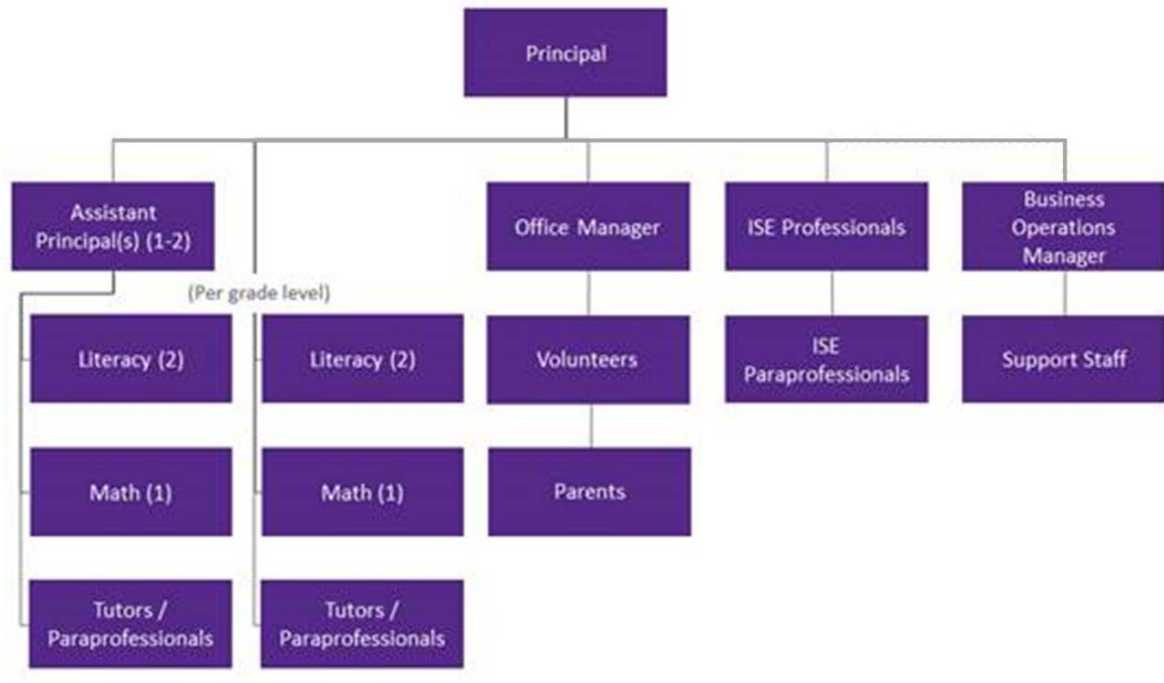 Principal
Assistant
Principal(s) (1-2)
Office Manager
ISE Professionals
Business
Operations
Manager
(Per grade level)
Literacy (2)
Literacy (2)
Volunteers
ISE
Paraprofessionals
Support Staff
Math (1)
Math (1)
Parents
Tutors /
Paraprofessionals
Tutors /
Paraprofessionals